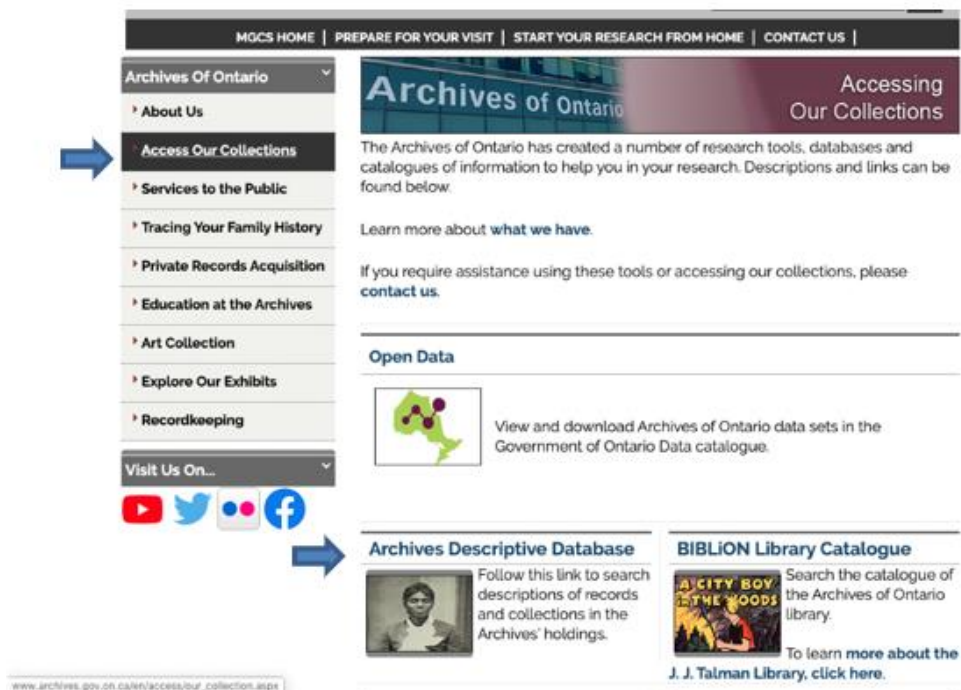 MGCS HOME | PREPARE FOR YOUR VISIT | START YOUR RESEARCH FROM HOME | CONTACT US |
Archives Of Ontario
About Us
Access Our Collections
Services to the Public
Tracing Your Family History
Private Records Acquisition
Education at the Archives
Art Collection
Explore Our Exhibits
Recordkeeping
Visit Us On...
Archives of Ontario
Accessing
Our Collections
The Archives of Ontario has created a number of research tools, databases and
catalogues of information to help you in your research. Descriptions and links can be
found below.
Learn more about what we have.
If you require assistance using these tools or accessing our collections, please
contact us.
Open Data
View and download Archives of Ontario data sets in the
Government of Ontario Data catalogue.
Archives Descriptive Database
Follow this link to search
descriptions of records
and collections in the
Archives' holdings.
BIBLiON Library Catalogue
A CITY BOY
IN THE WOODS
Search the catalogue of
the Archives of Ontario
library.
To learn more about the
J. J. Talman Library, click here.
www.archives.gov.on.ca/en/access/our_collection.aspx